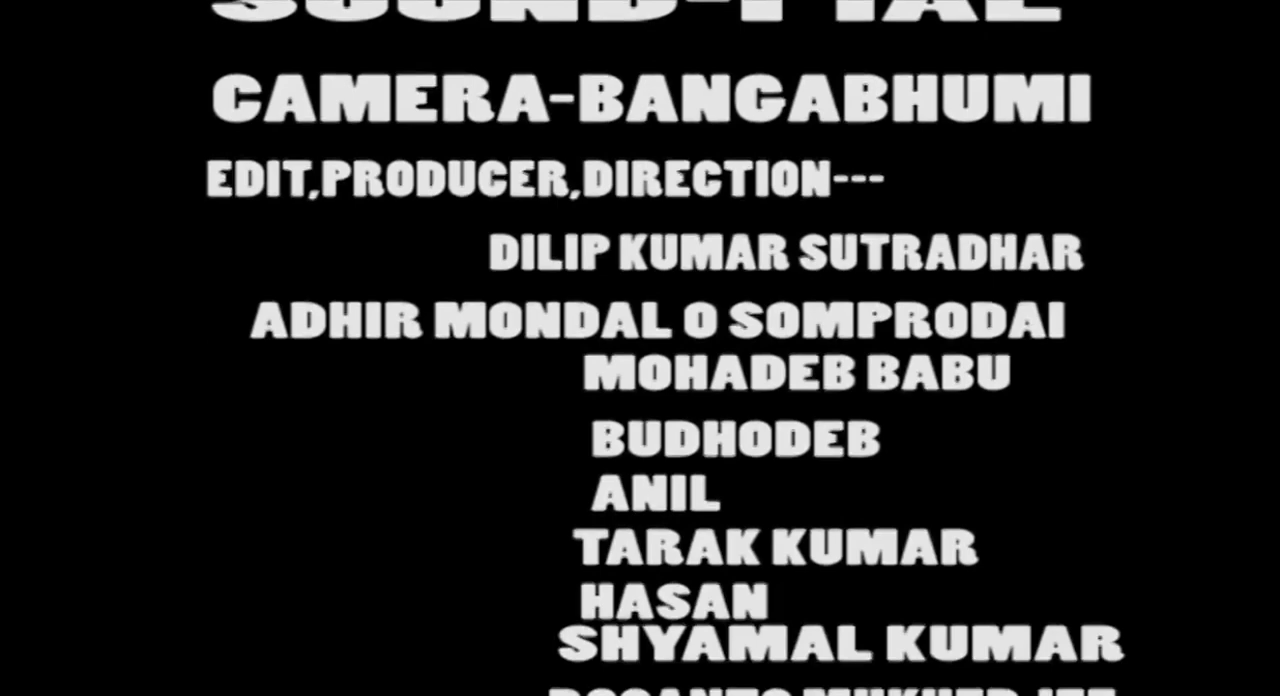 CAMERA-BANGABHUMI
EDIT,PRODUCER,DIRECTION---
DILIP KUMAR SUTRADHAR
ADHIR MONDAL O SOMPRODAI
MOHADEB BABU
BUDHODEB
ANIL
TARAK KUMAR
HASAN
SHYAMAL KUMAR